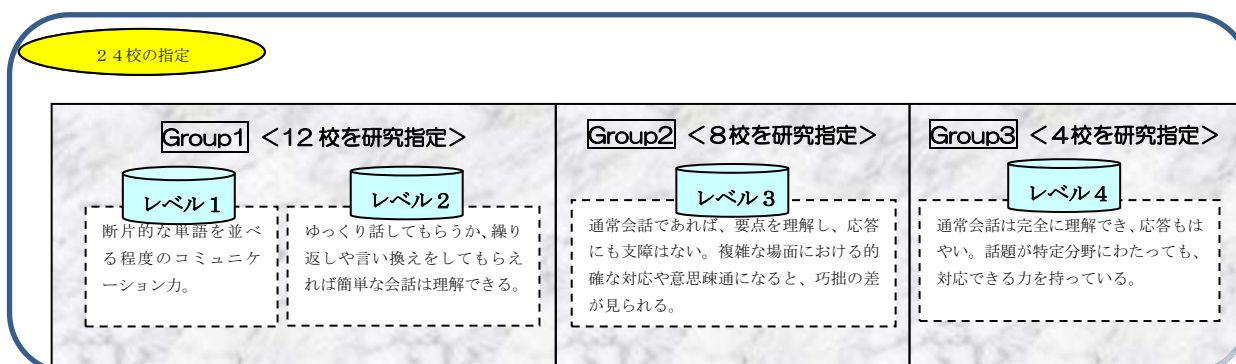 ２４校の指定
Group1 ＜12 校を研究指定＞
レベル１
断片的な単語を並べ
る程度のコミュニケ
ーション力。
レベル２
ゆっくり話してもらうか、繰り
返しや言い換えをしてもらえ
れば簡単な会話は理解できる。
Group2 ＜８校を研究指定＞
レベル３
通常会話であれば、要点を理解し、応答
にも支障はない。複雑な場面における的
確な対応や意思疎通になると、巧拙の差
が見られる。
Group3 ＜４校を研究指定＞
レベル４
通常会話は完全に理解でき、応答もは
やい。話題が特定分野にわたっても、
対応できる力を持っている。